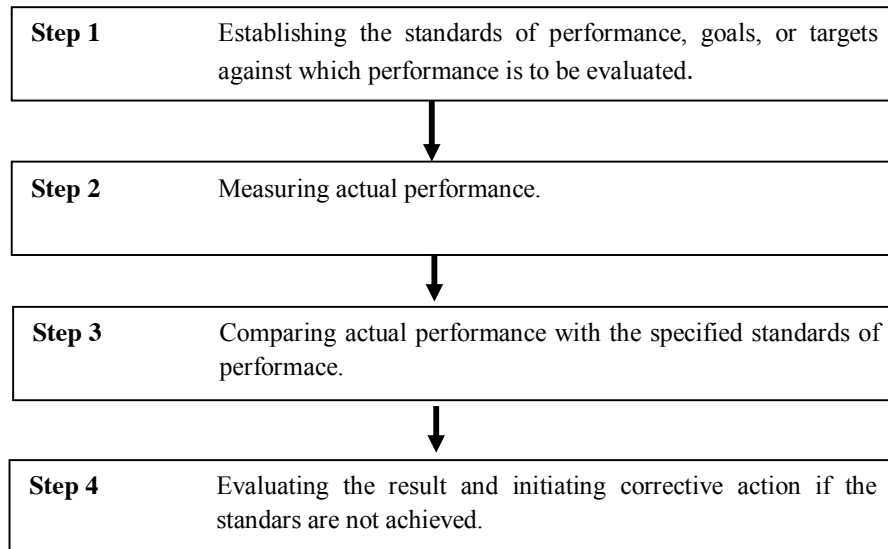 Step 1 Establishing the standards of performance, goals, or targets
against which performance is to be evaluated.
Step 2 Measuring actual performance.
Step 3 Comparing actual performance with the specified standards of
performace.
Step 4 Evaluating the result and initiating corrective action if the
standars are not achieved.